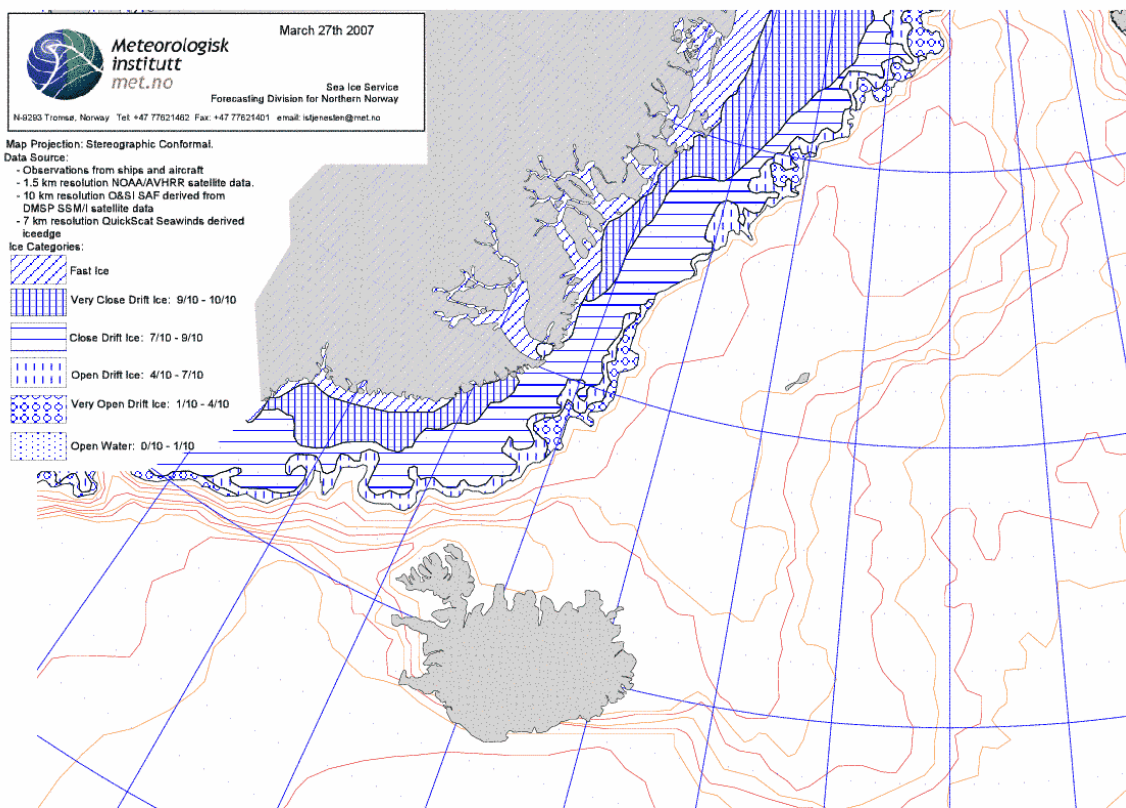 March 27th 2007
Meteorologisk
institutt
met.no
Sea Ice Service
Forecasting Division for Northern Norway
N-9293 Tromsø, Norway Tel: +47 77621462 Fax: +47 77621401 email: istjenesten@met.no
Map Projection: Stereographic Conformal.
Data Source:
- Observations from ships and aircraft
- 1.5 km resolution NOAA/AVHRR satellite data.
- 10 km resolution O&SI SAF derived from
DMSP SSM/I satellite data
- 7 km resolution QuickScat Seawinds derived
iceedge
Ice Categories:
Fast Ice
Very Close Drift Ice: 9/10 - 10/10
Close Drift Ice: 7/10 - 9/10
Open Drift Ice: 4/10 - 7/10
Very Open Drift Ice: 1/10 - 4/10
Open Water: 0/10 - 1/10